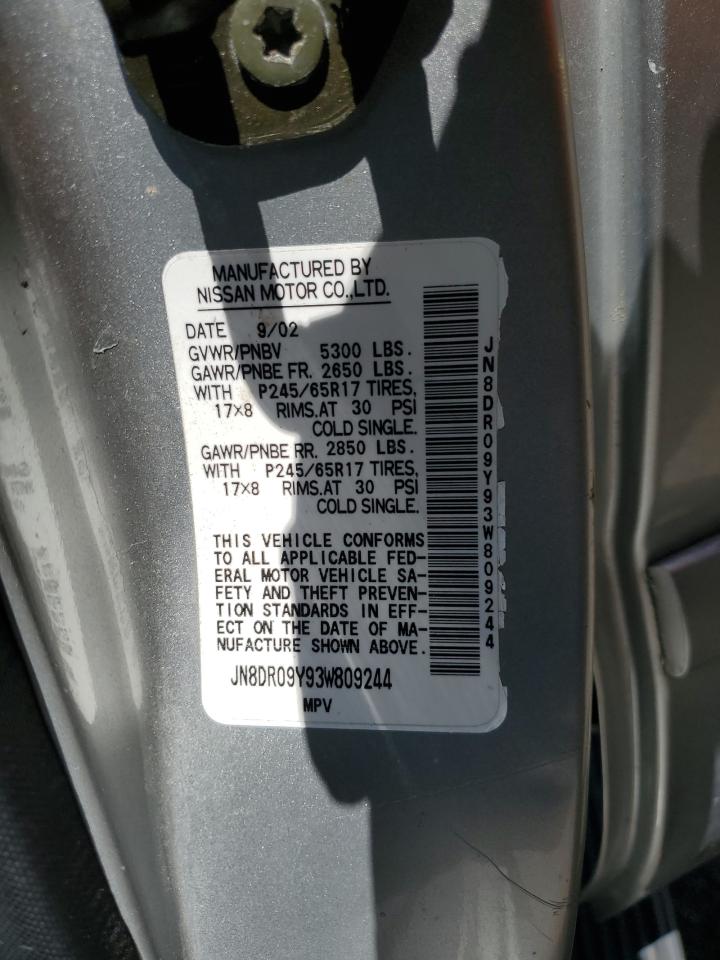 MANUFACTURED BY
NISSAN MOTOR CO.,LTD.
DATE 9/02
GVWR/PNBV 5300 LBS.
GAWR/PNBE FR. 2650 LBS.
WITH P245/65R17 TIRES,
17×8 RIMS.AT 30 PSI
COLD SINGLE.
GAWR/PNBE RR. 2850 LBS.
WITH P245/65R17 TIRES,
17×8 RIMS.AT 30 PSI
COLD SINGLE.
THIS VEHICLE CONFORMS
TO ALL APPLICABLE FED-
ERAL MOTOR VEHICLE SA-
FETY AND THEFT PREVEN-
TION STANDARDS IN EFF-
ECT ON THE DATE OF MA-
NUFACTURE SHOWN ABOVE.
JN8DR09Y93W809244
MPV
JN8DR09Y93W809244